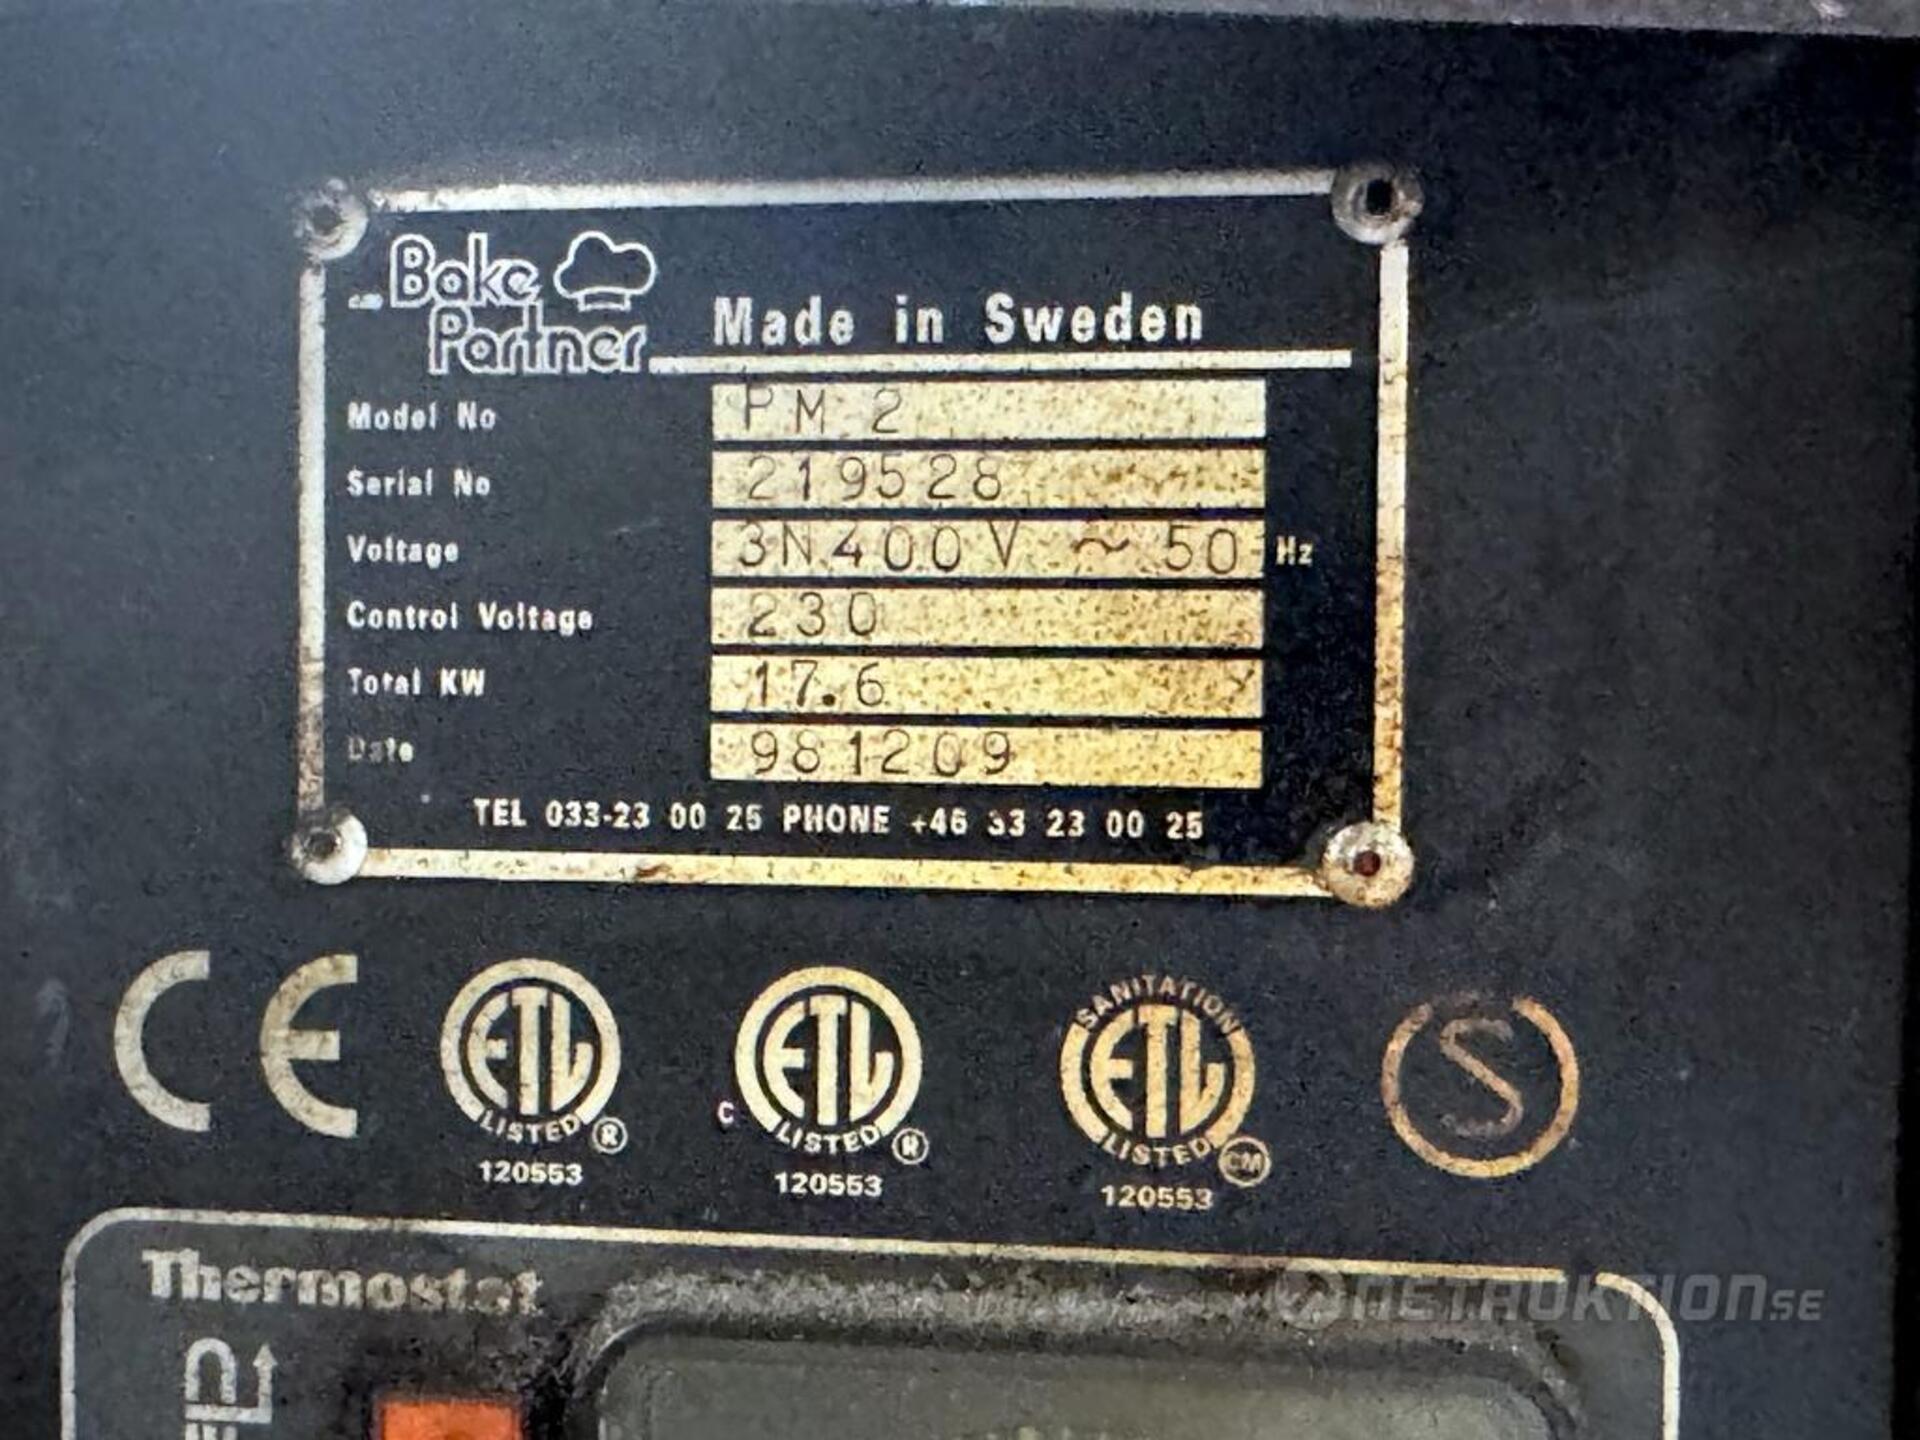 Bake
Partner
Made in Sweden
Model No PM 2
Serial No 219528
Voltage 3N400V ~ 50 Hz
Control Voltage 230
Total KW 17.6
Date 981209
TEL 033-23 00 25 PHONE +46 33 23 00 25
CE ETL LISTED ® C ETL LISTED ® SANITATION ETL LISTED CM S
120553 120553 120553
Thermostat
NETAUKTION.SE